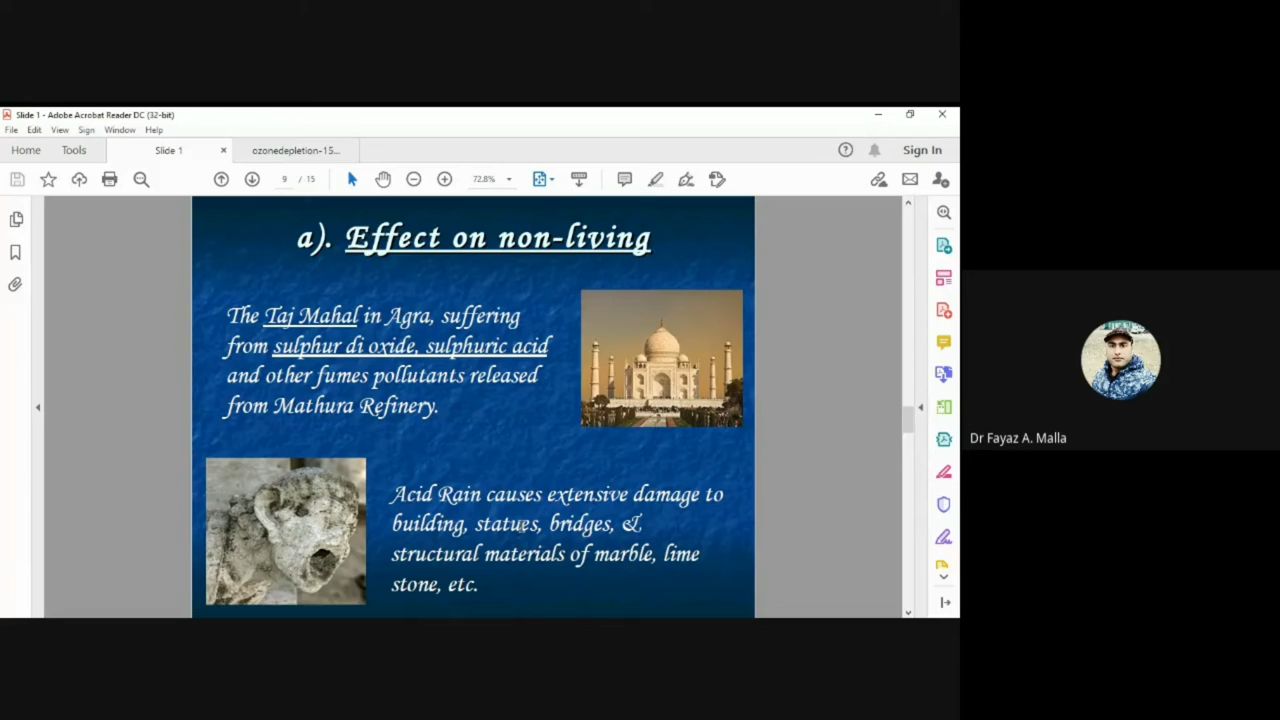 Slide 1 - Adobe Acrobat Reader DC (32-bit)
File Edit View Sign Window Help
Home Tools Slide 1 ozonedepletion-15... Sign In
9 / 15 72.8%
a). Effect on non-living
The Taj Mahal in Agra, suffering
from sulphur di oxide, sulphuric acid
and other fumes pollutants released
from Mathura Refinery.
Acid Rain causes extensive damage to
building, statues, bridges, &
structural materials of marble, lime
stone, etc.
Dr Fayaz A. Malla